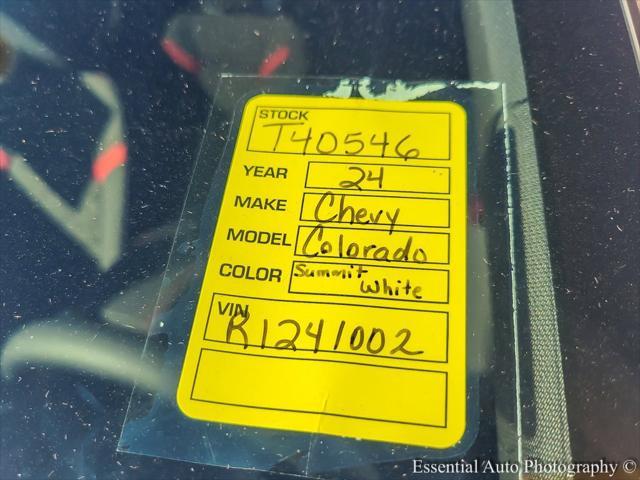 STOCK
T40546
YEAR 24
MAKE Chevy
MODEL Colorado
COLOR Summit
White
VIN
R1241002
Essential Auto Photography ©